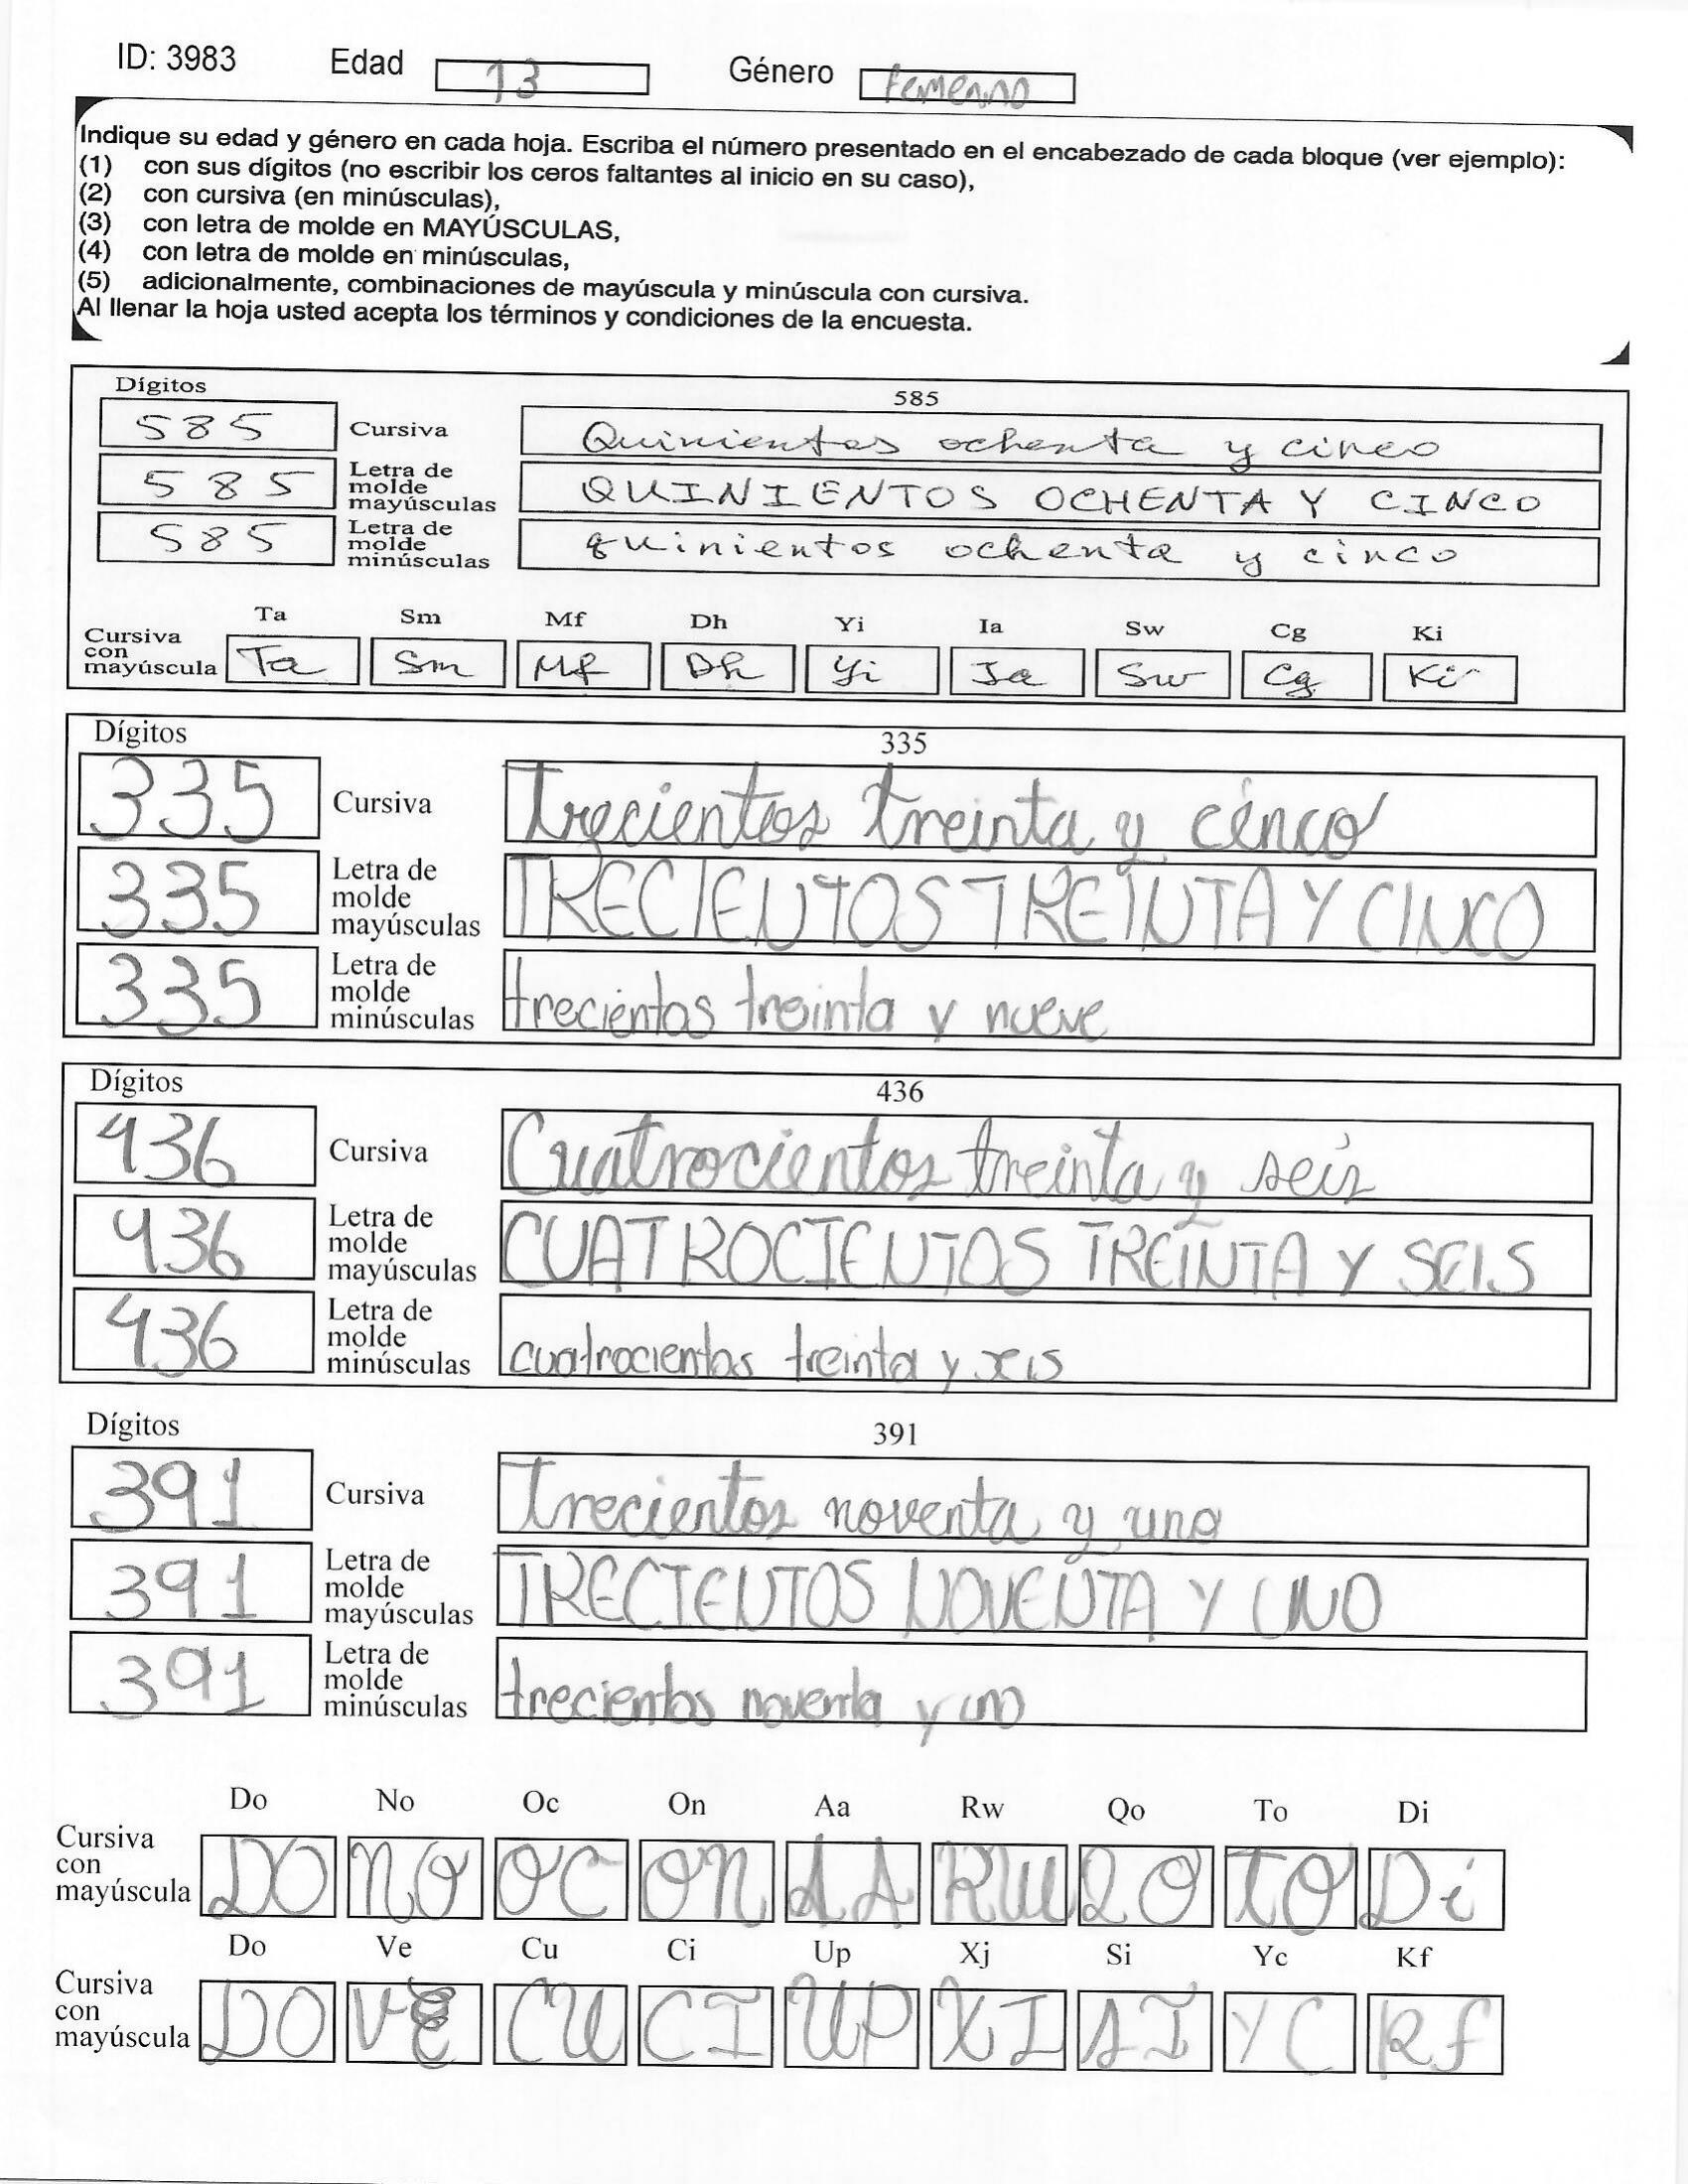 ID: 3983 Edad 13 Género femenino
Indique su edad y género en cada hoja. Escriba el número presentado en el encabezado de cada bloque (ver ejemplo):
(1) con sus dígitos (no escribir los ceros faltantes al inicio en su caso),
(2) con cursiva (en minúsculas),
(3) con letra de molde en MAYÚSCULAS,
(4) con letra de molde en minúsculas,
(5) adicionalmente, combinaciones de mayúscula y minúscula con cursiva.
Al llenar la hoja usted acepta los términos y condiciones de la encuesta.
Dígitos 585
585 Cursiva Quinientos ochenta y cinco
585 Letra de molde mayúsculas QUINIENTOS OCHENTA Y CINCO
585 Letra de molde minúsculas quinientos ochenta y cinco
Ta Sm Mf Dh Yi Ia Sw Cg Ki
Cursiva con mayúscula Ta Sm Mf Dh Yi Ia Sw Cg Ki
Dígitos 335
335 Cursiva Trecientos treinta y cinco
335 Letra de molde mayúsculas TRECIENTOS TREINTA Y CINCO
335 Letra de molde minúsculas trecientos treinta y nueve
Dígitos 436
436 Cursiva Cuatrocientos treinta y seis
436 Letra de molde mayúsculas CUATROCIENTOS TREINTA Y SEIS
436 Letra de molde minúsculas cuatrocientos treinta y seis
Dígitos 391
391 Cursiva Trecientos noventa y uno
391 Letra de molde mayúsculas TRECIENTOS NOVENTA Y UNO
391 Letra de molde minúsculas trecientos noventa y uno
Do No Oc On Aa Rw Qo To Di
Cursiva con mayúscula DO NO OC ON AA RW QO TO Di
Do Ve Cu Ci Up Xj Si Yc Kf
Cursiva con mayúscula DO VE CU CI UP XI SI YC Kf